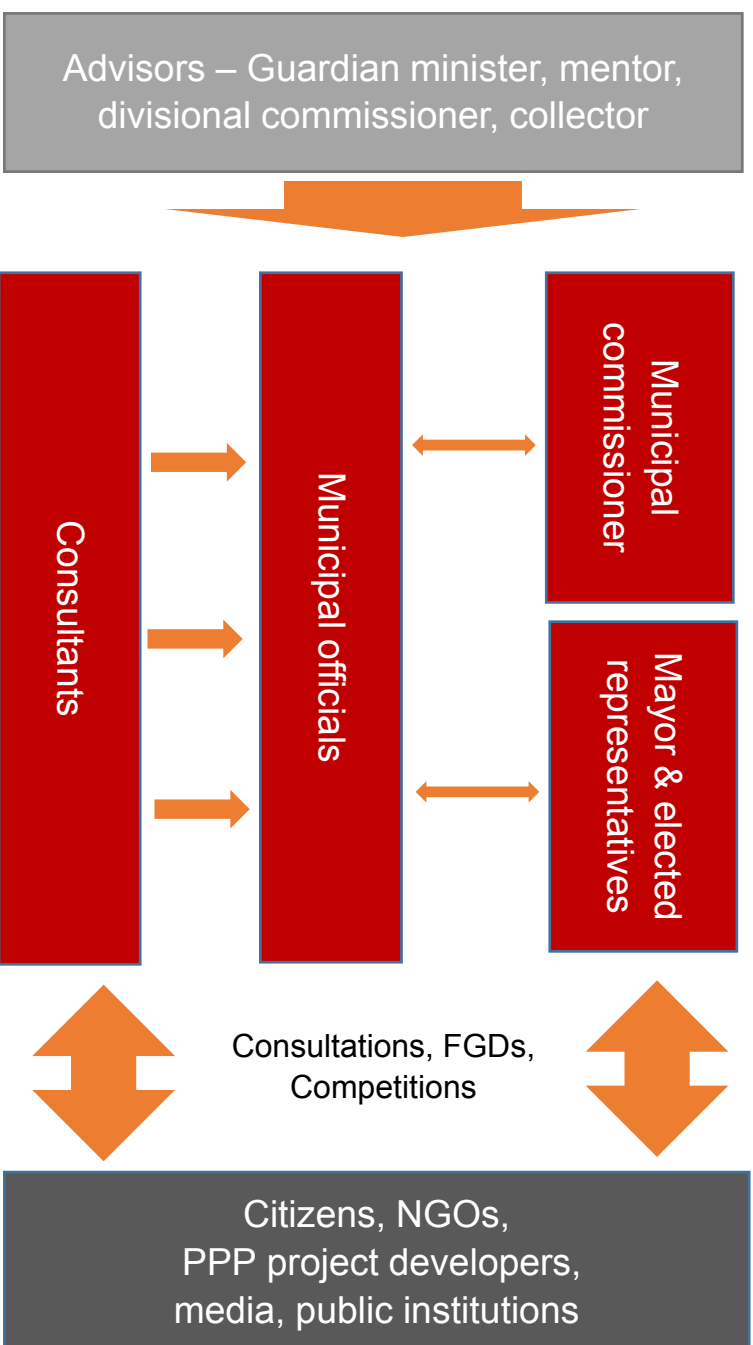 Advisors – Guardian minister, mentor,
divisional commissioner, collector
Consultants
Municipal officials
Municipal
commissioner
Mayor & elected
representatives
Consultations, FGDs,
Competitions
Citizens, NGOs,
PPP project developers,
media, public institutions